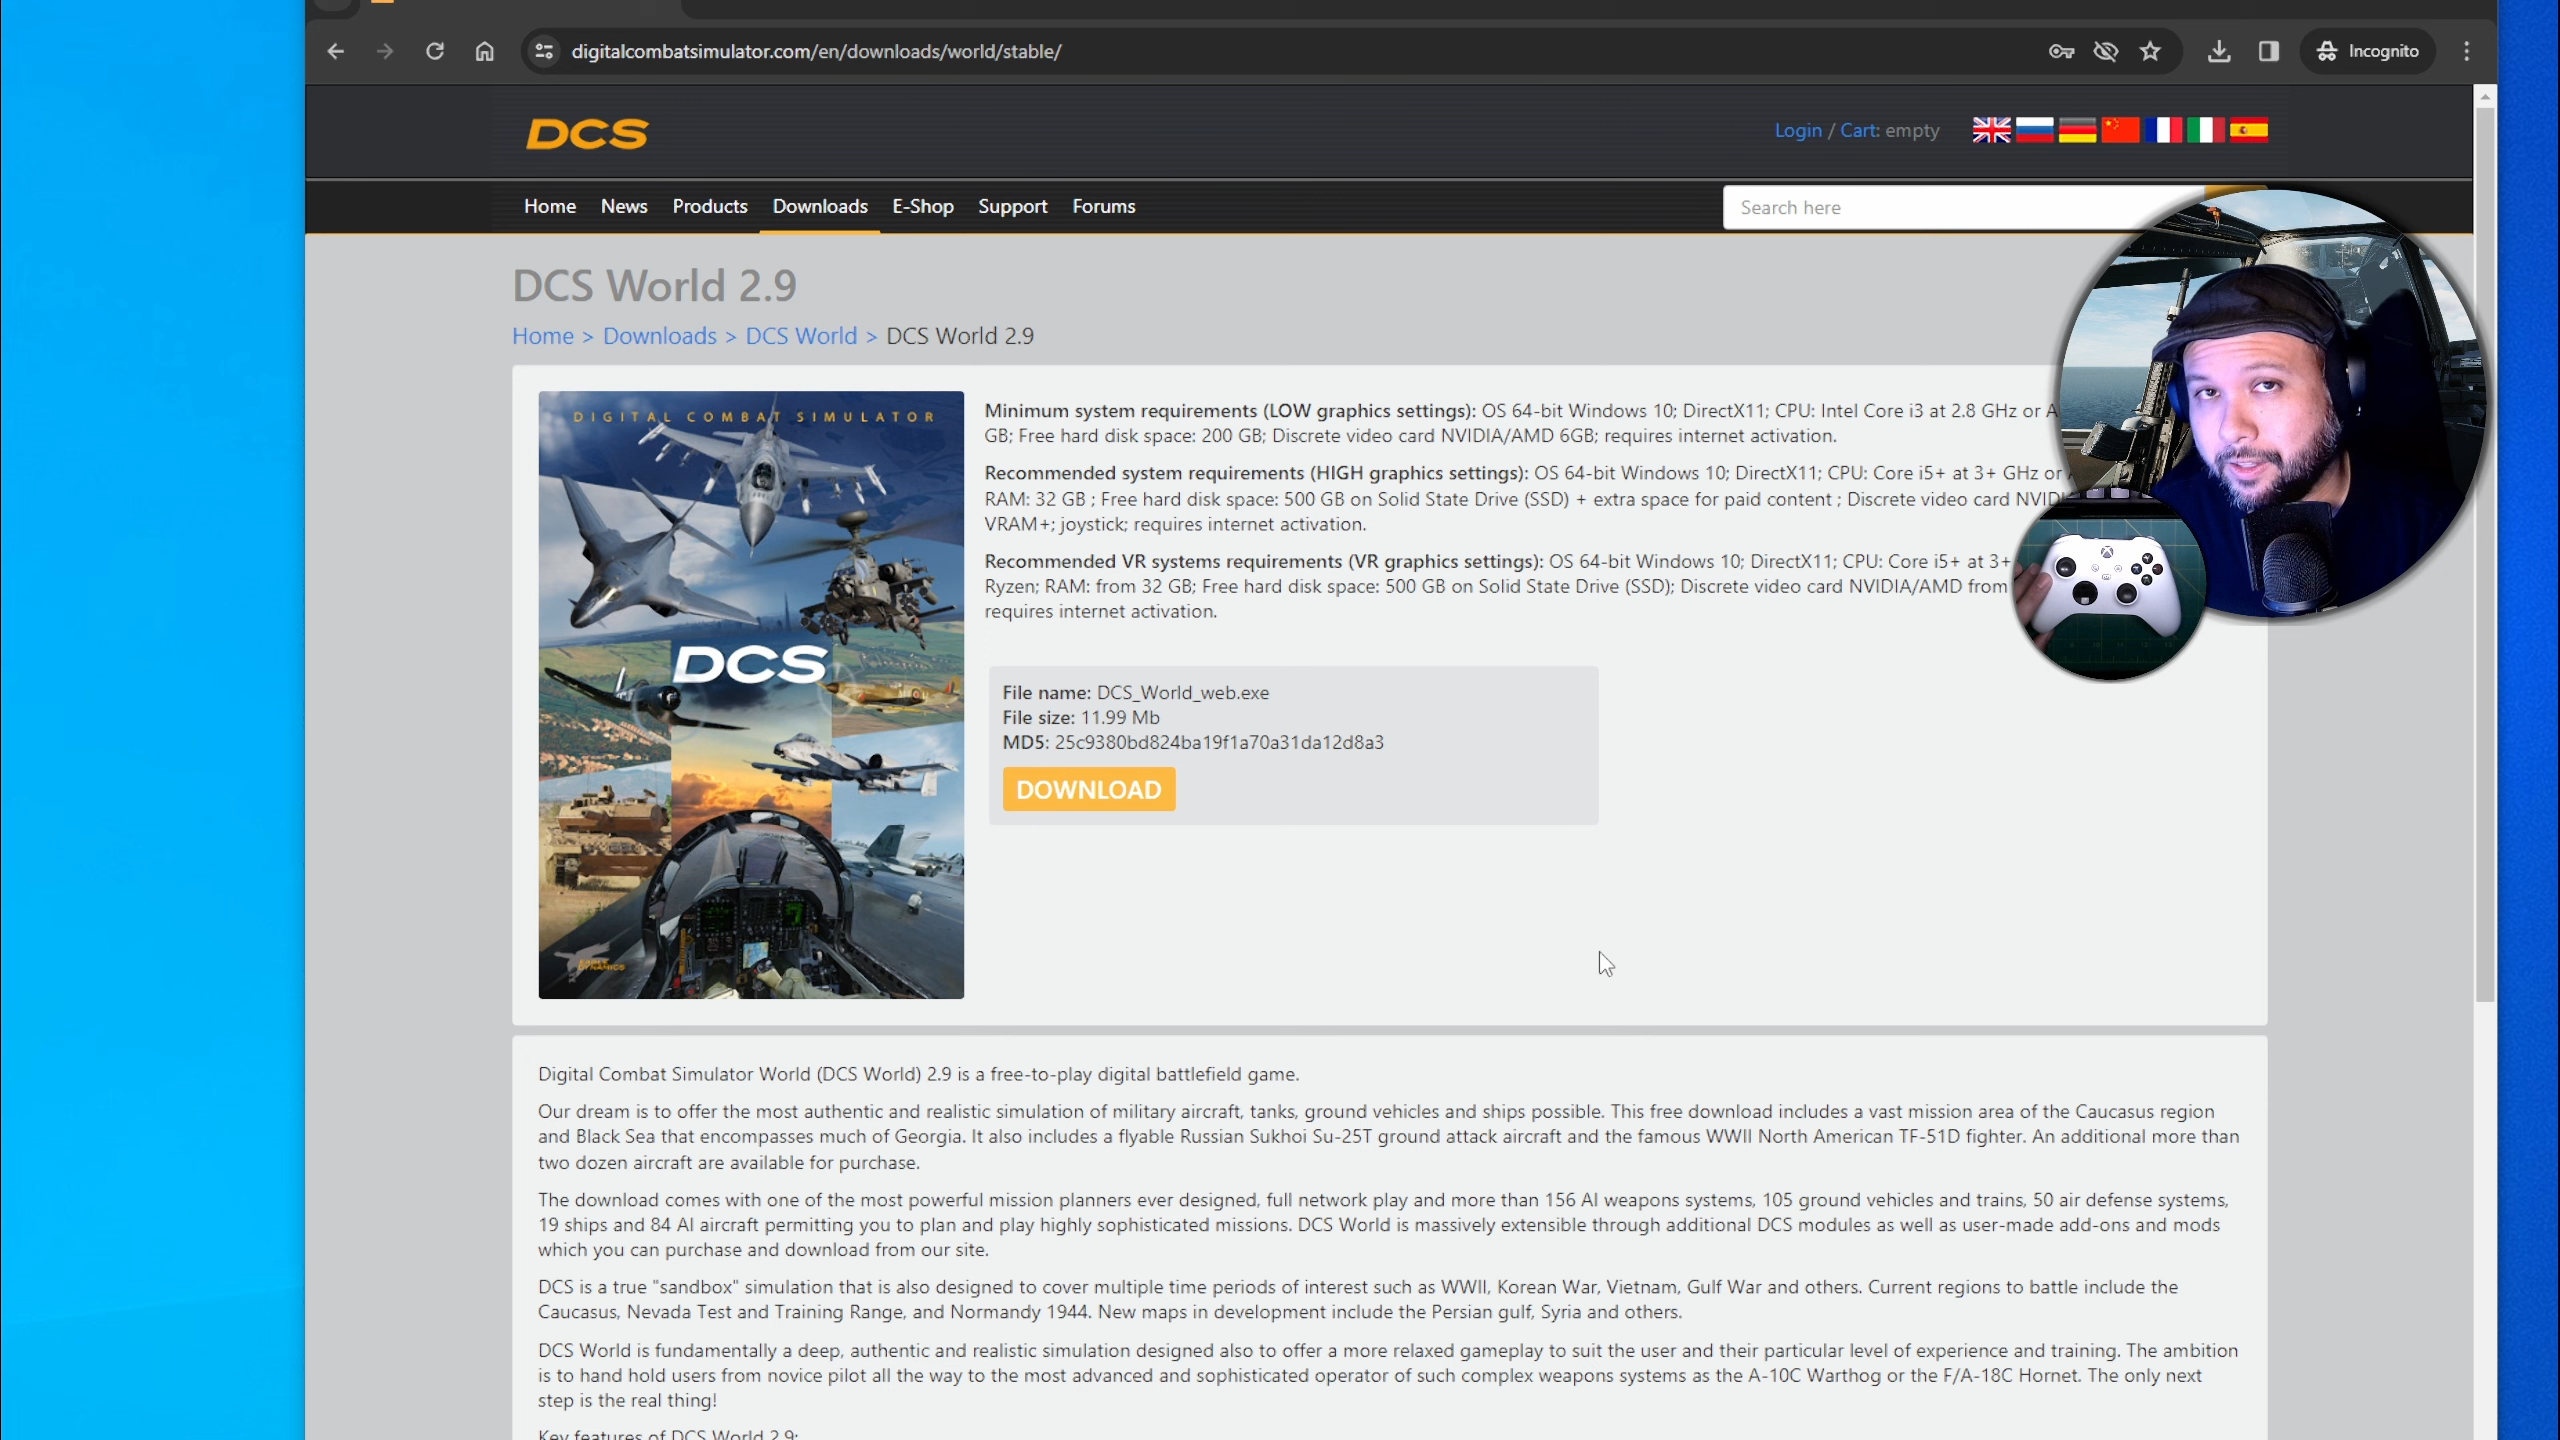 digitalcombatsimulator.com/en/downloads/world/stable/
Incognito
DCS
Login / Cart: empty
Home News Products Downloads E-Shop Support Forums
Search here
DCS World 2.9
Home > Downloads > DCS World > DCS World 2.9
DIGITAL COMBAT SIMULATOR
DCS
Minimum system requirements (LOW graphics settings): OS 64-bit Windows 10; DirectX11; CPU: Intel Core i3 at 2.8 GHz or
GB; Free hard disk space: 200 GB; Discrete video card NVIDIA/AMD 6GB; requires internet activation.
Recommended system requirements (HIGH graphics settings): OS 64-bit Windows 10; DirectX11; CPU: Core i5+ at 3+ GHz or
RAM: 32 GB ; Free hard disk space: 500 GB on Solid State Drive (SSD) + extra space for paid content ; Discrete video card
VRAM+; joystick; requires internet activation.
Recommended VR systems requirements (VR graphics settings): OS 64-bit Windows 10; DirectX11; CPU: Core i5+ at 3+
Ryzen; RAM: from 32 GB; Free hard disk space: 500 GB on Solid State Drive (SSD); Discrete video card NVIDIA/AMD from
requires internet activation.
File name: DCS_World_web.exe
File size: 11.99 Mb
MD5: 25c9380bd824ba19f1a70a31da12d8a3
DOWNLOAD
Digital Combat Simulator World (DCS World) 2.9 is a free-to-play digital battlefield game.
Our dream is to offer the most authentic and realistic simulation of military aircraft, tanks, ground vehicles and ships possible. This free download includes a vast mission area of the Caucasus region
and Black Sea that encompasses much of Georgia. It also includes a flyable Russian Sukhoi Su-25T ground attack aircraft and the famous WWII North American TF-51D fighter. An additional more than
two dozen aircraft are available for purchase.
The download comes with one of the most powerful mission planners ever designed, full network play and more than 156 AI weapons systems, 105 ground vehicles and trains, 50 air defense systems,
19 ships and 84 AI aircraft permitting you to plan and play highly sophisticated missions. DCS World is massively extensible through additional DCS modules as well as user-made add-ons and mods
which you can purchase and download from our site.
DCS is a true "sandbox" simulation that is also designed to cover multiple time periods of interest such as WWII, Korean War, Vietnam, Gulf War and others. Current regions to battle include the
Caucasus, Nevada Test and Training Range, and Normandy 1944. New maps in development include the Persian gulf, Syria and others.
DCS World is fundamentally a deep, authentic and realistic simulation designed also to offer a more relaxed gameplay to suit the user and their particular level of experience and training. The ambition
is to hand hold users from novice pilot all the way to the most advanced and sophisticated operator of such complex weapons systems as the A-10C Warthog or the F/A-18C Hornet. The only next
step is the real thing!
Key features of DCS World 2.9: